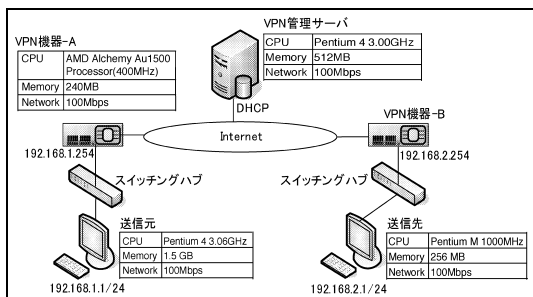 VPN管理サーバ
CPU Pentium 4 3.00GHz
Memory 512MB
Network 100Mbps
DHCP
VPN機器-A
CPU AMD Alchemy Au1500
Processor(400MHz)
Memory 240MB
Network 100Mbps
192.168.1.254
Internet
VPN機器-B
192.168.2.254
スイッチングハブ
スイッチングハブ
送信元
CPU Pentium 4 3.06GHz
Memory 1.5 GB
Network 100Mbps
192.168.1.1/24
送信先
CPU Pentium M 1000MHz
Memory 256 MB
Network 100Mbps
192.168.2.1/24